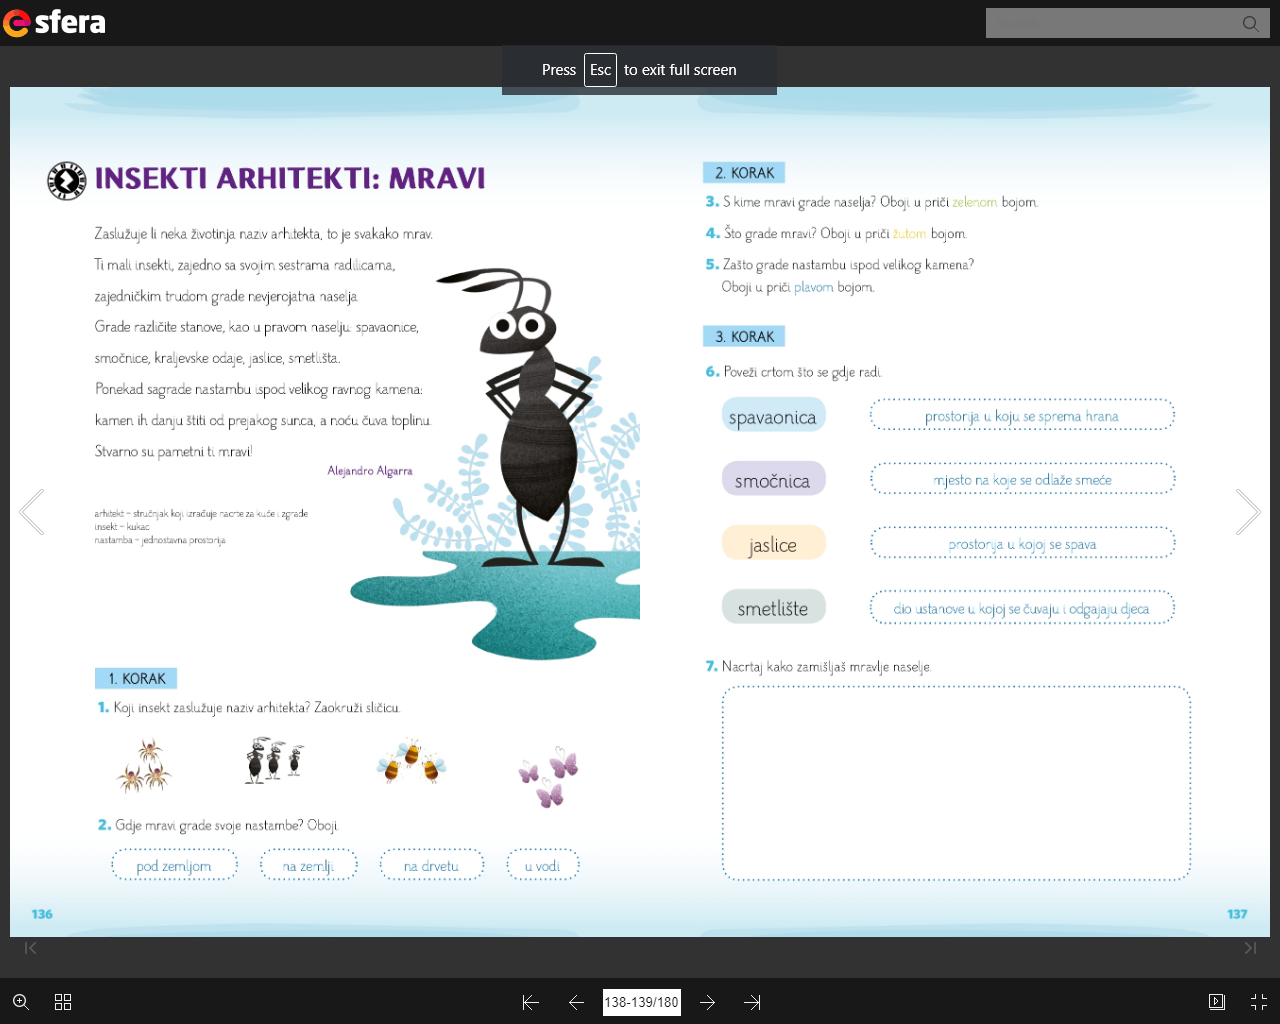 sfera
Press Esc to exit full screen
INSEKTI ARHITEKTI: MRAVI
Zaslužuje li neka životinja naziv arhitekta, to je svakako mrav.
Ti mali insekti, zajedno sa svojim sestrama radilicama,
zajedničkim trudom grade nevjerojatna naselja.
Grade različite stanove, kao u pravom naselju: spavaonice,
smočnice, kraljevske odaje, jaslice, smetlišta.
Ponekad sagrade nastambu ispod velikog ravnog kamena:
kamen ih danju štiti od prejakog sunca, a noću čuva toplinu.
Stvarno su pametni ti mravi!
Alejandro Algarra
arhitekt – stručnjak koji izrađuje nacrte za kuće i zgrade
insekt – kukac
nastamba – jednostavna prostorija
1. KORAK
1. Koji insekt zaslužuje naziv arhitekta? Zaokruži sličicu.
2. Gdje mravi grade svoje nastambe? Oboji.
pod zemljom na zemlji na drvetu u vodi
136
2. KORAK
3. S kime mravi grade naselja? Oboji u priči zelenom bojom.
4. Što grade mravi? Oboji u priči žutom bojom.
5. Zašto grade nastambu ispod velikog kamena?
Oboji u priči plavom bojom.
3. KORAK
6. Poveži crtom što se gdje radi.
spavaonica prostorija u koju se sprema hrana
smočnica mjesto na koje se odlaže smeće
jaslice prostorija u kojoj se spava
smetlište dio ustanove u kojoj se čuvaju i odgajaju djeca
7. Nacrtaj kako zamišljaš mravlje naselje.
137
138-139/180